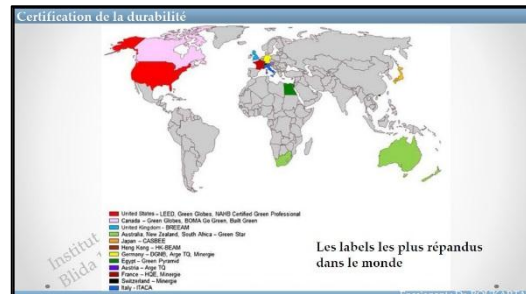 Certification de la durabilité
United States – LEED, Green Globes, NAHB Certified Green Professional
Canada – Green Globes, BOMA Go Green, Built Green
United Kingdom - BREEAM
Australia, New Zealand, South Africa – Green Star
Japan – CASBEE
Hong Kong – HK-BEAM
Germany – DGNB, Arge TQ, Minergie
Egypt – Green Pyramid
Austria – Arge TQ
France – HQE, Minergie
Switzerland – Minergie
Italy - ITACA
Les labels les plus répandus
dans le monde
Institut
Blida 1